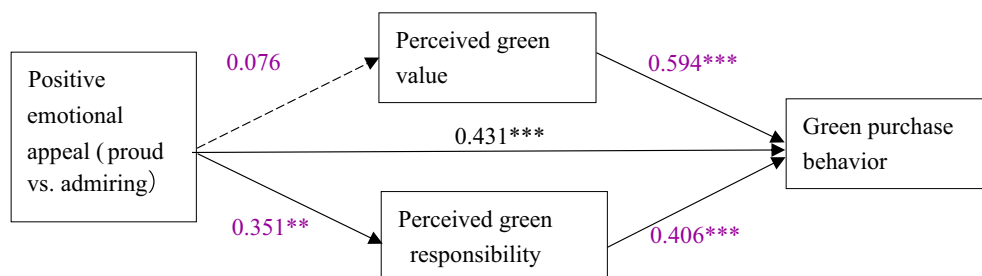 Positive
emotional
appeal (proud
vs. admiring）
0.076
Perceived green
value
0.594***
0.431***
Green purchase
behavior
0.351**
Perceived green
responsibility
0.406***